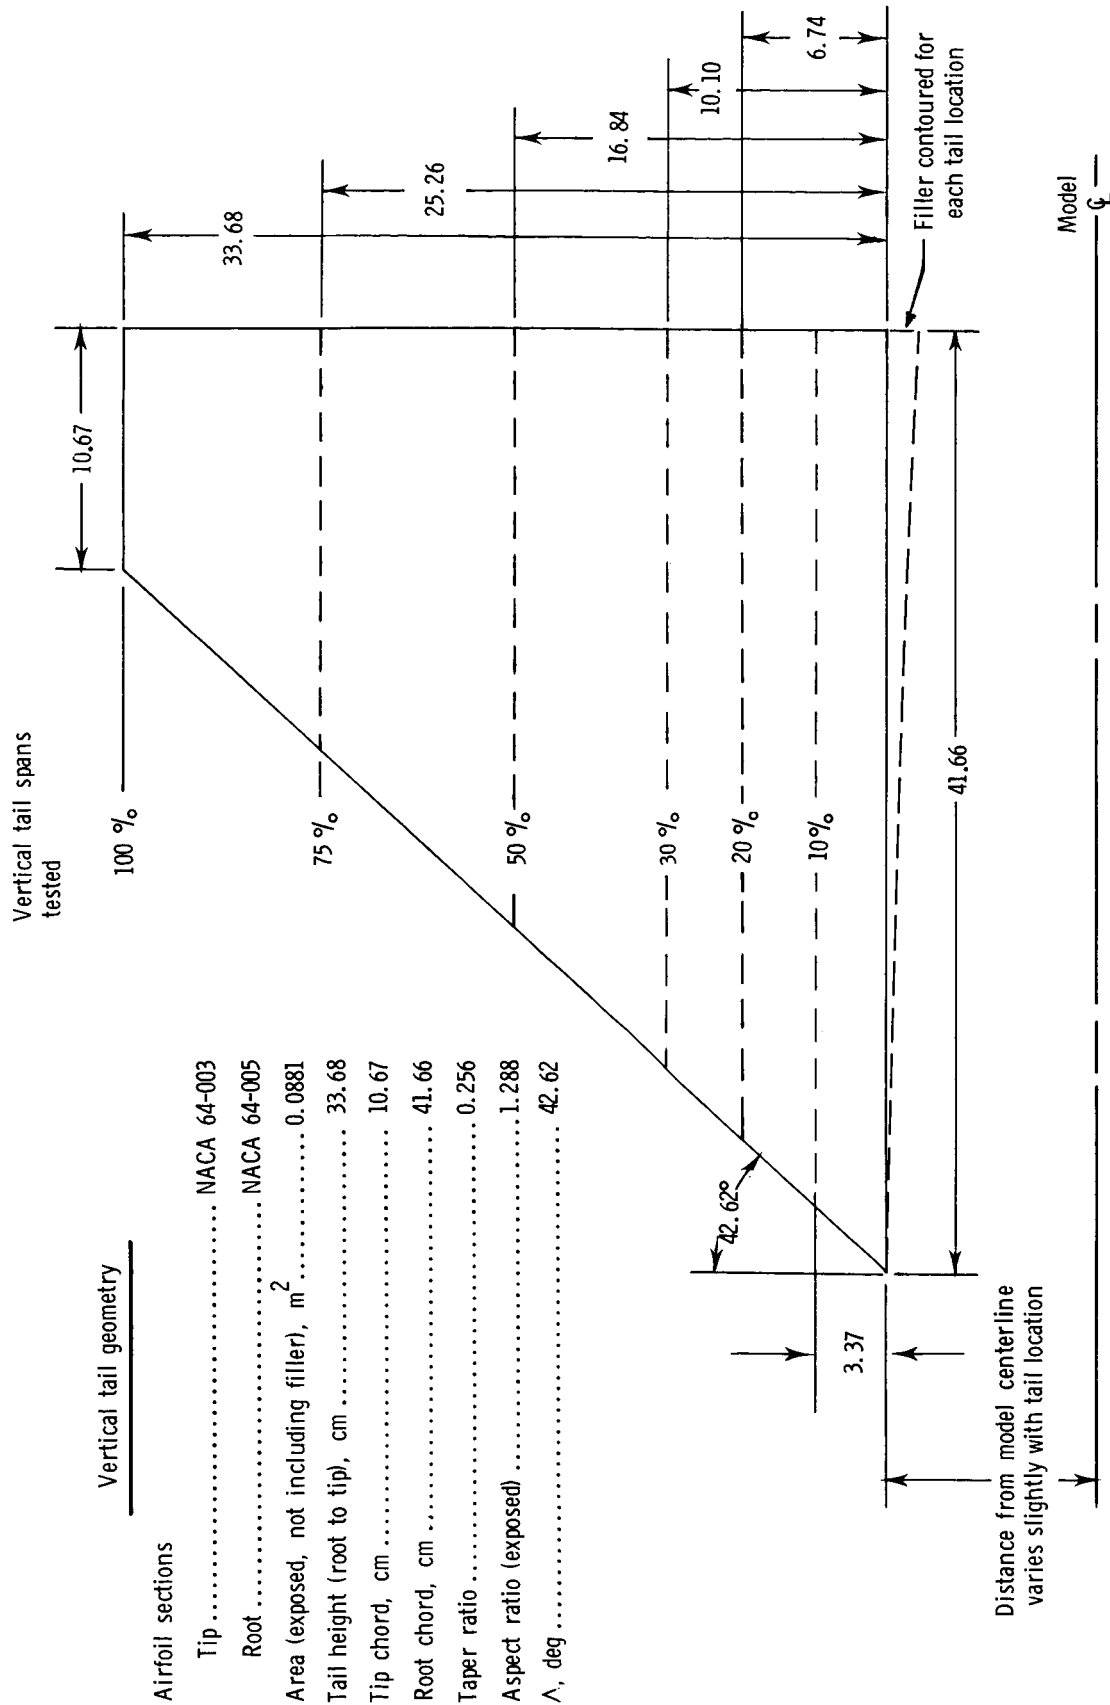 Vertical tail geometry
Airfoil sections
Tip .......... NACA 64-003
Root .......... NACA 64-005
Area (exposed, not including filler), m2 .......... 0.0881
Tail height (root to tip), cm .......... 33.68
Tip chord, cm .......... 10.67
Root chord, cm .......... 41.66
Taper ratio .......... 0.256
Aspect ratio (exposed) .......... 1.288
Λ, deg .......... 42.62
Vertical tail spans
tested
100 %
75 %
50 %
30 %
20 %
10%
10.67
33.68
25.26
16.84
10.10
6.74
42.62°
3.37
41.66
Filler contoured for
each tail location
Distance from model centerline
varies slightly with tail location
Model
℄